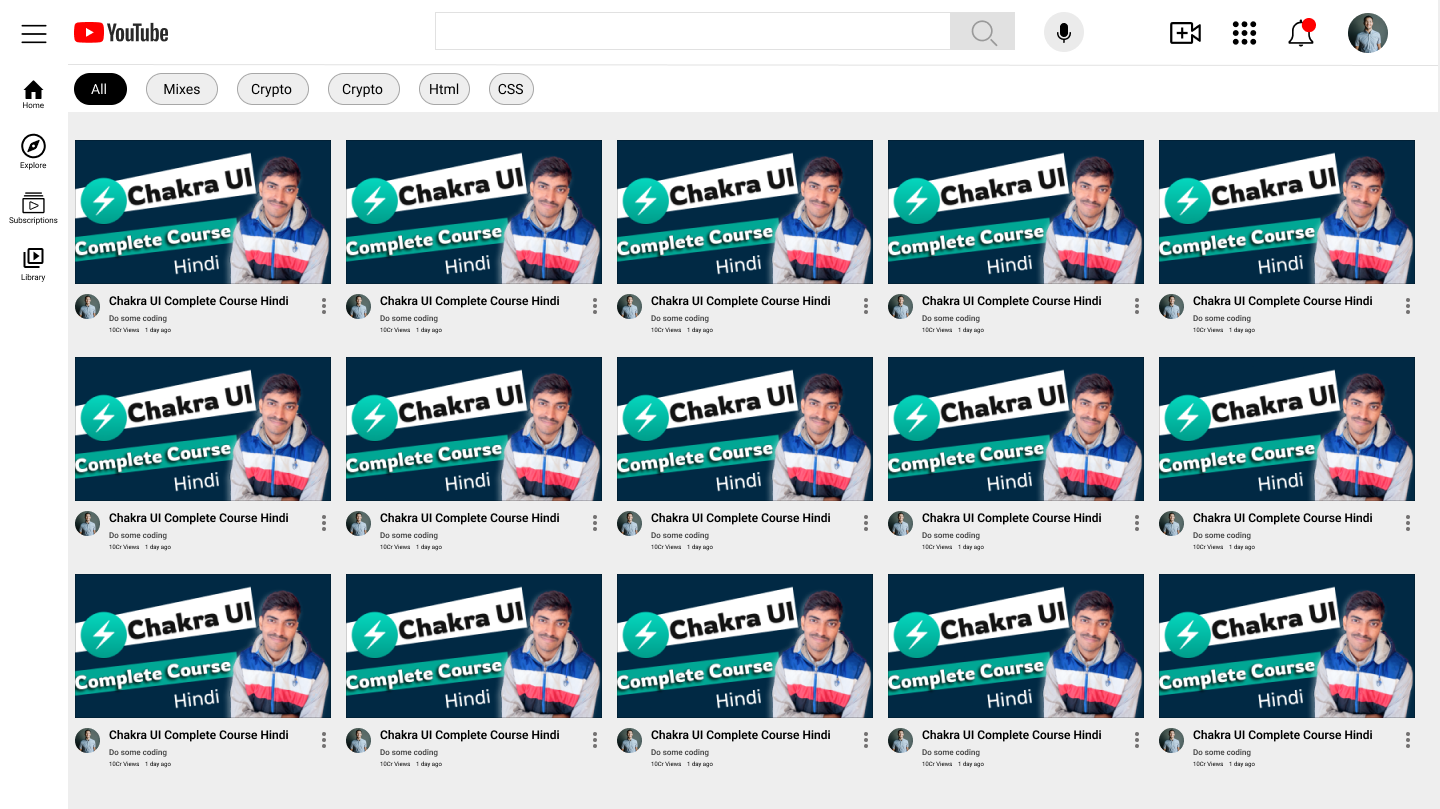 YouTube
All Mixes Crypto Crypto Html CSS
Home
Explore
Subscriptions
Library
Chakra UI Chakra UI Chakra UI Chakra UI Chakra UI
Complete Course Complete Course Complete Course Complete Course Complete Course
Hindi Hindi Hindi Hindi Hindi
Chakra UI Complete Course Hindi Chakra UI Complete Course Hindi Chakra UI Complete Course Hindi Chakra UI Complete Course Hindi Chakra UI Complete Course Hindi
Do some coding Do some coding Do some coding Do some coding Do some coding
10Cr Views 1 day ago 10Cr Views 1 day ago 10Cr Views 1 day ago 10Cr Views 1 day ago 10Cr Views 1 day ago
Chakra UI Chakra UI Chakra UI Chakra UI Chakra UI
Complete Course Complete Course Complete Course Complete Course Complete Course
Hindi Hindi Hindi Hindi Hindi
Chakra UI Complete Course Hindi Chakra UI Complete Course Hindi Chakra UI Complete Course Hindi Chakra UI Complete Course Hindi Chakra UI Complete Course Hindi
Do some coding Do some coding Do some coding Do some coding Do some coding
10Cr Views 1 day ago 10Cr Views 1 day ago 10Cr Views 1 day ago 10Cr Views 1 day ago 10Cr Views 1 day ago
Chakra UI Chakra UI Chakra UI Chakra UI Chakra UI
Complete Course Complete Course Complete Course Complete Course Complete Course
Hindi Hindi Hindi Hindi Hindi
Chakra UI Complete Course Hindi Chakra UI Complete Course Hindi Chakra UI Complete Course Hindi Chakra UI Complete Course Hindi Chakra UI Complete Course Hindi
Do some coding Do some coding Do some coding Do some coding Do some coding
10Cr Views 1 day ago 10Cr Views 1 day ago 10Cr Views 1 day ago 10Cr Views 1 day ago 10Cr Views 1 day ago